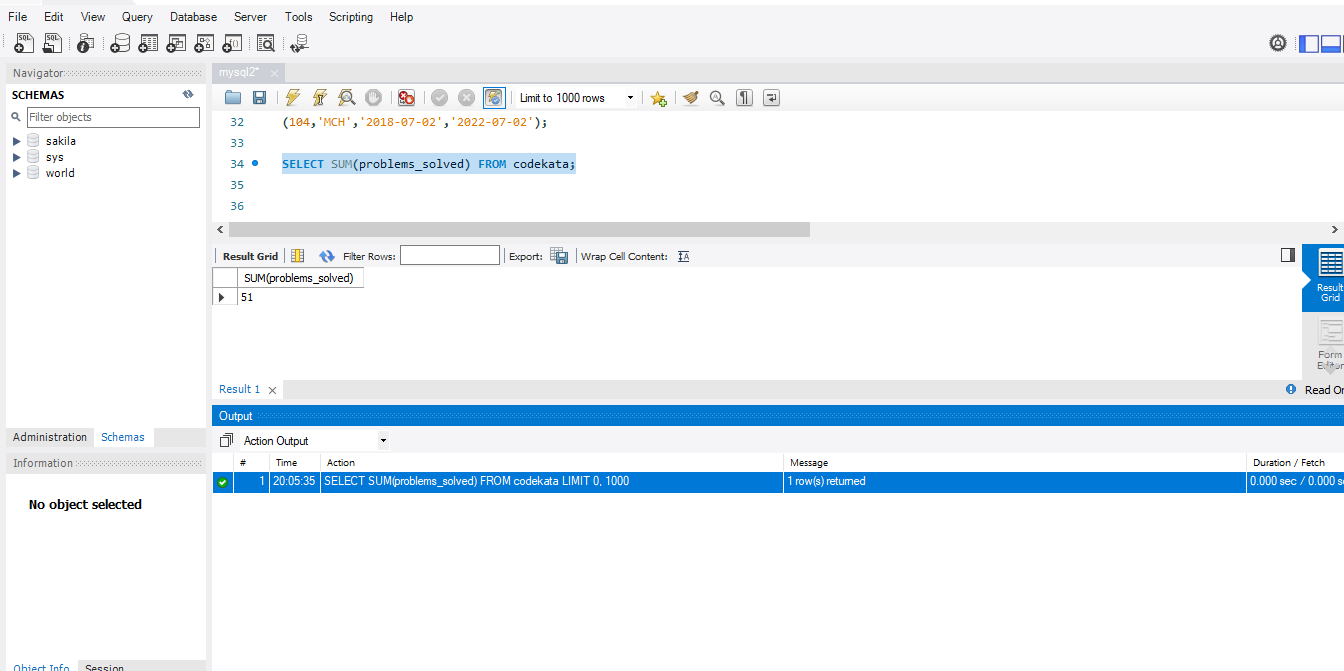 File Edit View Query Database Server Tools Scripting Help
SQL SQL
Navigator
SCHEMAS
Filter objects
sakila
sys
world
Administration Schemas
Information
No object selected
Object Info Session
mysql2*
Limit to 1000 rows
32 (104,'MCH','2018-07-02','2022-07-02');
33
34 SELECT SUM(problems_solved) FROM codekata;
35
36
Result Grid Filter Rows: Export: Wrap Cell Content:
SUM(problems_solved)
51
Result
Grid
Form
Editor
Result 1
Read On
Output
Action Output
# Time Action Message Duration / Fetch
1 20:05:35 SELECT SUM(problems_solved) FROM codekata LIMIT 0, 1000 1 row(s) returned 0.000 sec / 0.000 s